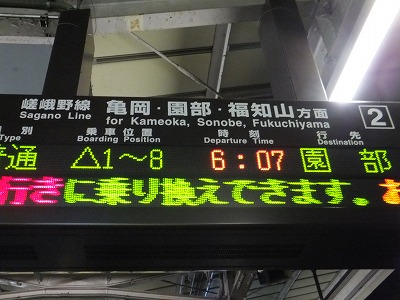 嵯峨野線 亀岡・園部・福知山方面 2
Sagano Line for Kameoka, Sonobe, Fukuchiyama
別 乗車位置 時刻 行先
Type Boarding Position Departure Time Destination
普通 △1〜8 6:07 園部
行きに乗り換えできます。お